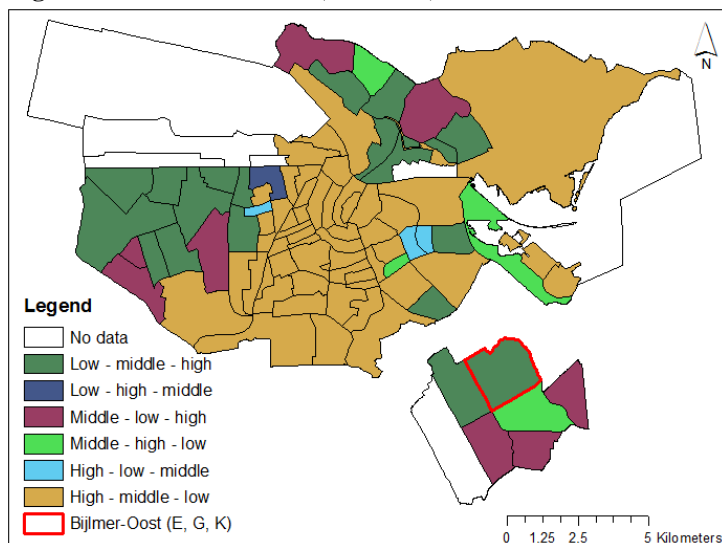 N
Legend
No data
Low - middle - high
Low - high - middle
Middle - low - high
Middle - high - low
High - low - middle
High - middle - low
Bijlmer-Oost (E, G, K)
0 1.25 2.5 5 Kilometers